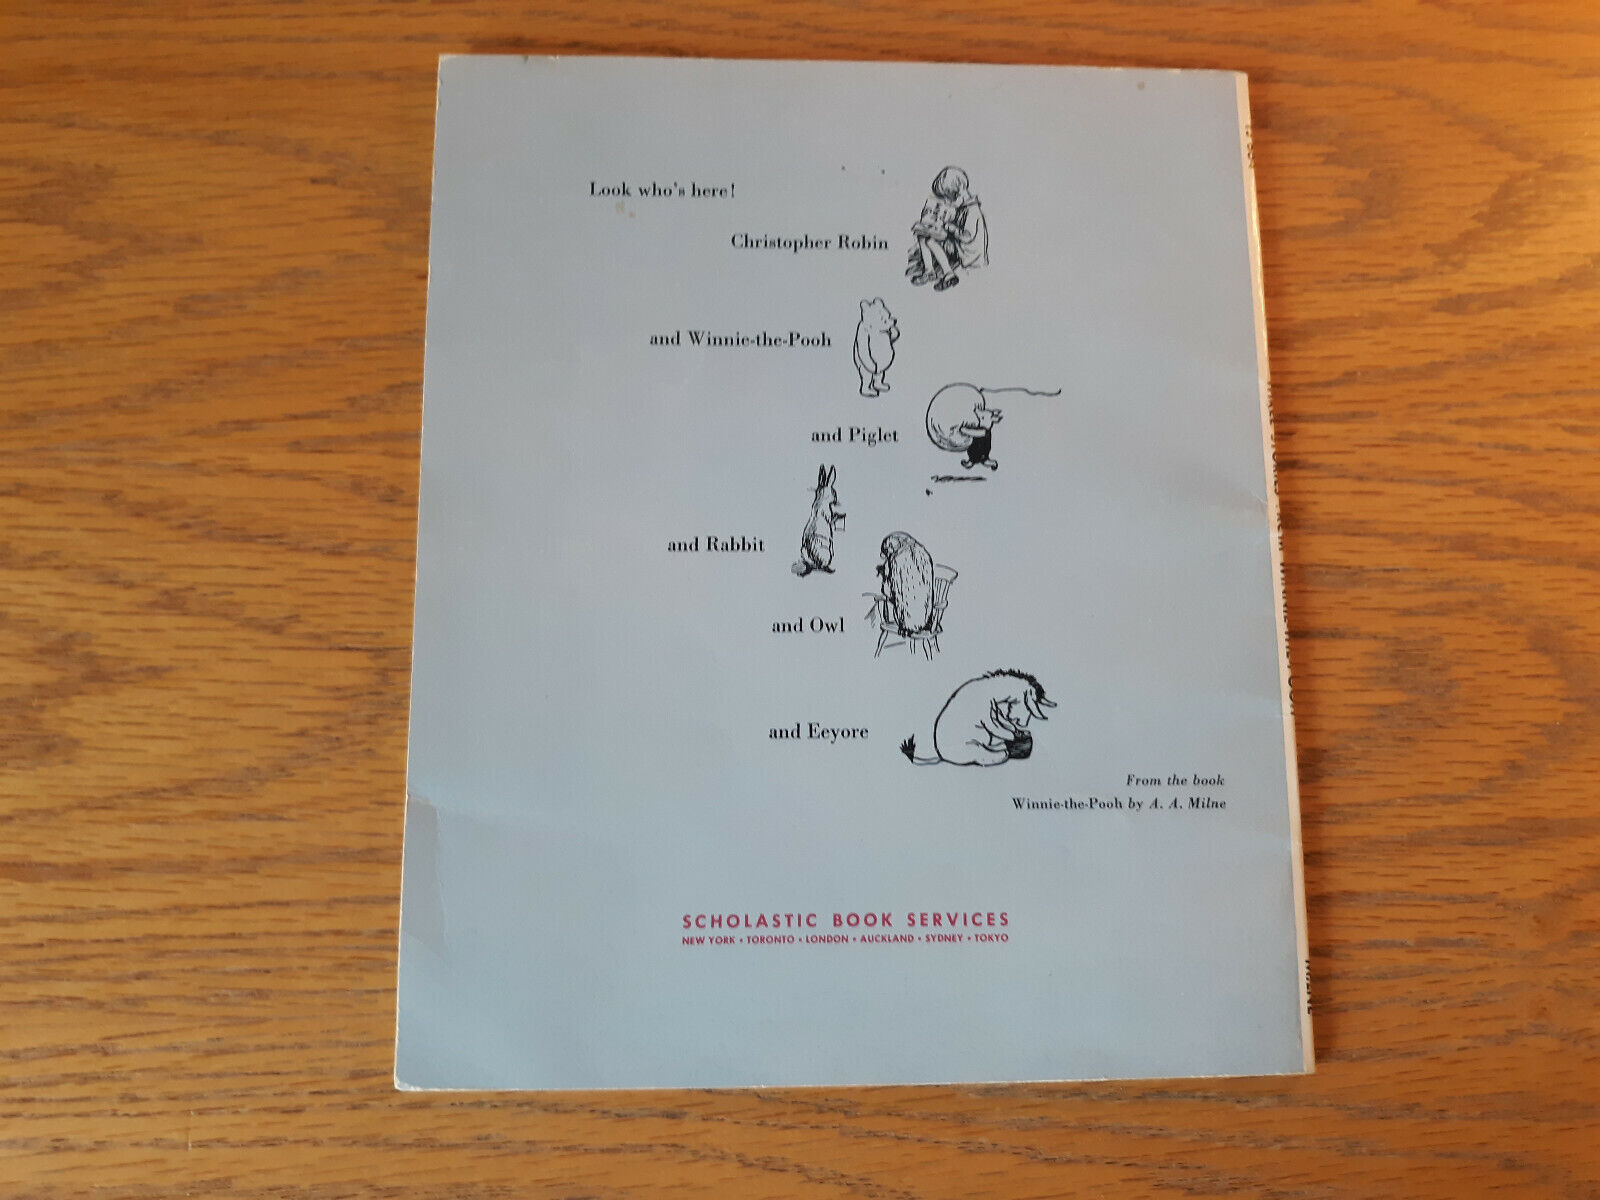 Look who's here!
Christopher Robin
and Winnie-the-Pooh
and Piglet
and Rabbit
and Owl
and Eeyore
From the book
Winnie-the-Pooh by A. A. Milne
SCHOLASTIC BOOK SERVICES
NEW YORK • TORONTO • LONDON • AUCKLAND • SYDNEY • TOKYO